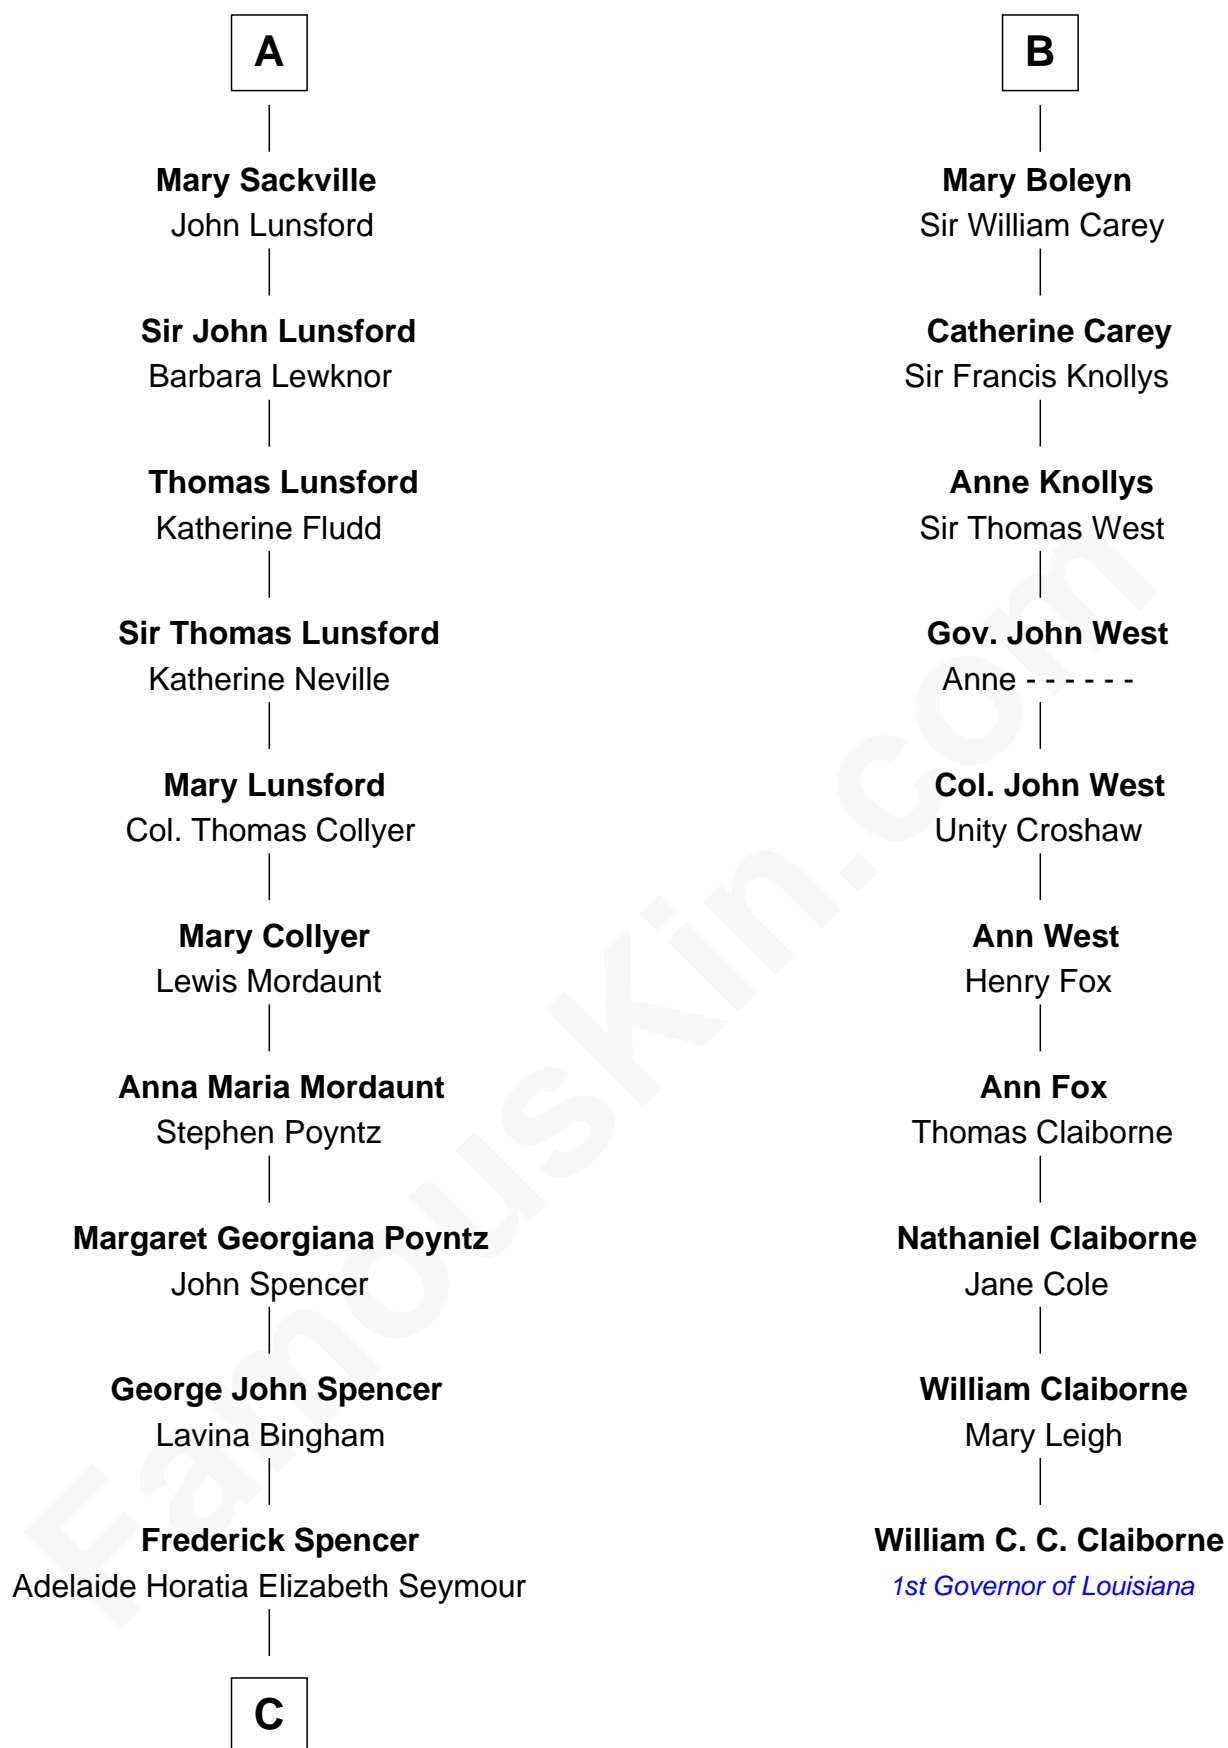 A
Mary Sackville
John Lunsford
Sir John Lunsford
Barbara Lewknor
Thomas Lunsford
Katherine Fludd
Sir Thomas Lunsford
Katherine Neville
Mary Lunsford
Col. Thomas Collyer
Mary Collyer
Lewis Mordaunt
Anna Maria Mordaunt
Stephen Poyntz
Margaret Georgiana Poyntz
John Spencer
George John Spencer
Lavina Bingham
Frederick Spencer
Adelaide Horatia Elizabeth Seymour
C
B
Mary Boleyn
Sir William Carey
Catherine Carey
Sir Francis Knollys
Anne Knollys
Sir Thomas West
Gov. John West
Anne - - - - - -
Col. John West
Unity Croshaw
Ann West
Henry Fox
Ann Fox
Thomas Claiborne
Nathaniel Claiborne
Jane Cole
William Claiborne
Mary Leigh
William C. C. Claiborne
1st Governor of Louisiana
FamousKin.com